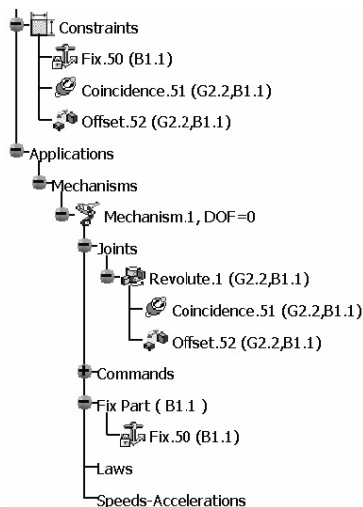 Constraints
Fix.50 (B1.1)
Coincidence.51 (G2.2,B1.1)
Offset.52 (G2.2,B1.1)
Applications
Mechanisms
Mechanism.1, DOF=0
Joints
Revolute.1 (G2.2,B1.1)
Coincidence.51 (G2.2,B1.1)
Offset.52 (G2.2,B1.1)
Commands
Fix Part ( B1.1 )
Fix.50 (B1.1)
Laws
Speeds-Accelerations